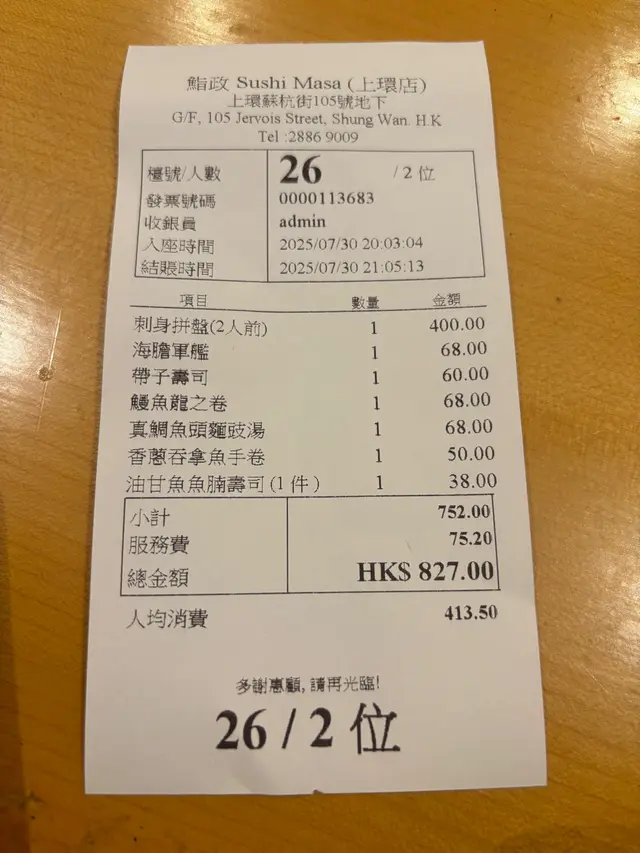 鮨政 Sushi Masa (上環店)
上環蘇杭街105號地下
G/F, 105 Jervois Street, Shung Wan. H.K
Tel :2886 9009
檯號/人數 26 / 2 位
發票號碼 0000113683
收銀員 admin
入座時間 2025/07/30 20:03:04
結賬時間 2025/07/30 21:05:13
項目 數量 金額
刺身拼盤(2人前) 1 400.00
海膽軍艦 1 68.00
帶子壽司 1 60.00
鰻魚龍之卷 1 68.00
真鯛魚頭麵豉湯 1 68.00
香蔥吞拿魚手卷 1 50.00
油甘魚魚腩壽司(1件) 1 38.00
小計 752.00
服務費 75.20
總金額 HK$ 827.00
人均消費 413.50
多謝惠顧, 請再光臨!
26 / 2 位